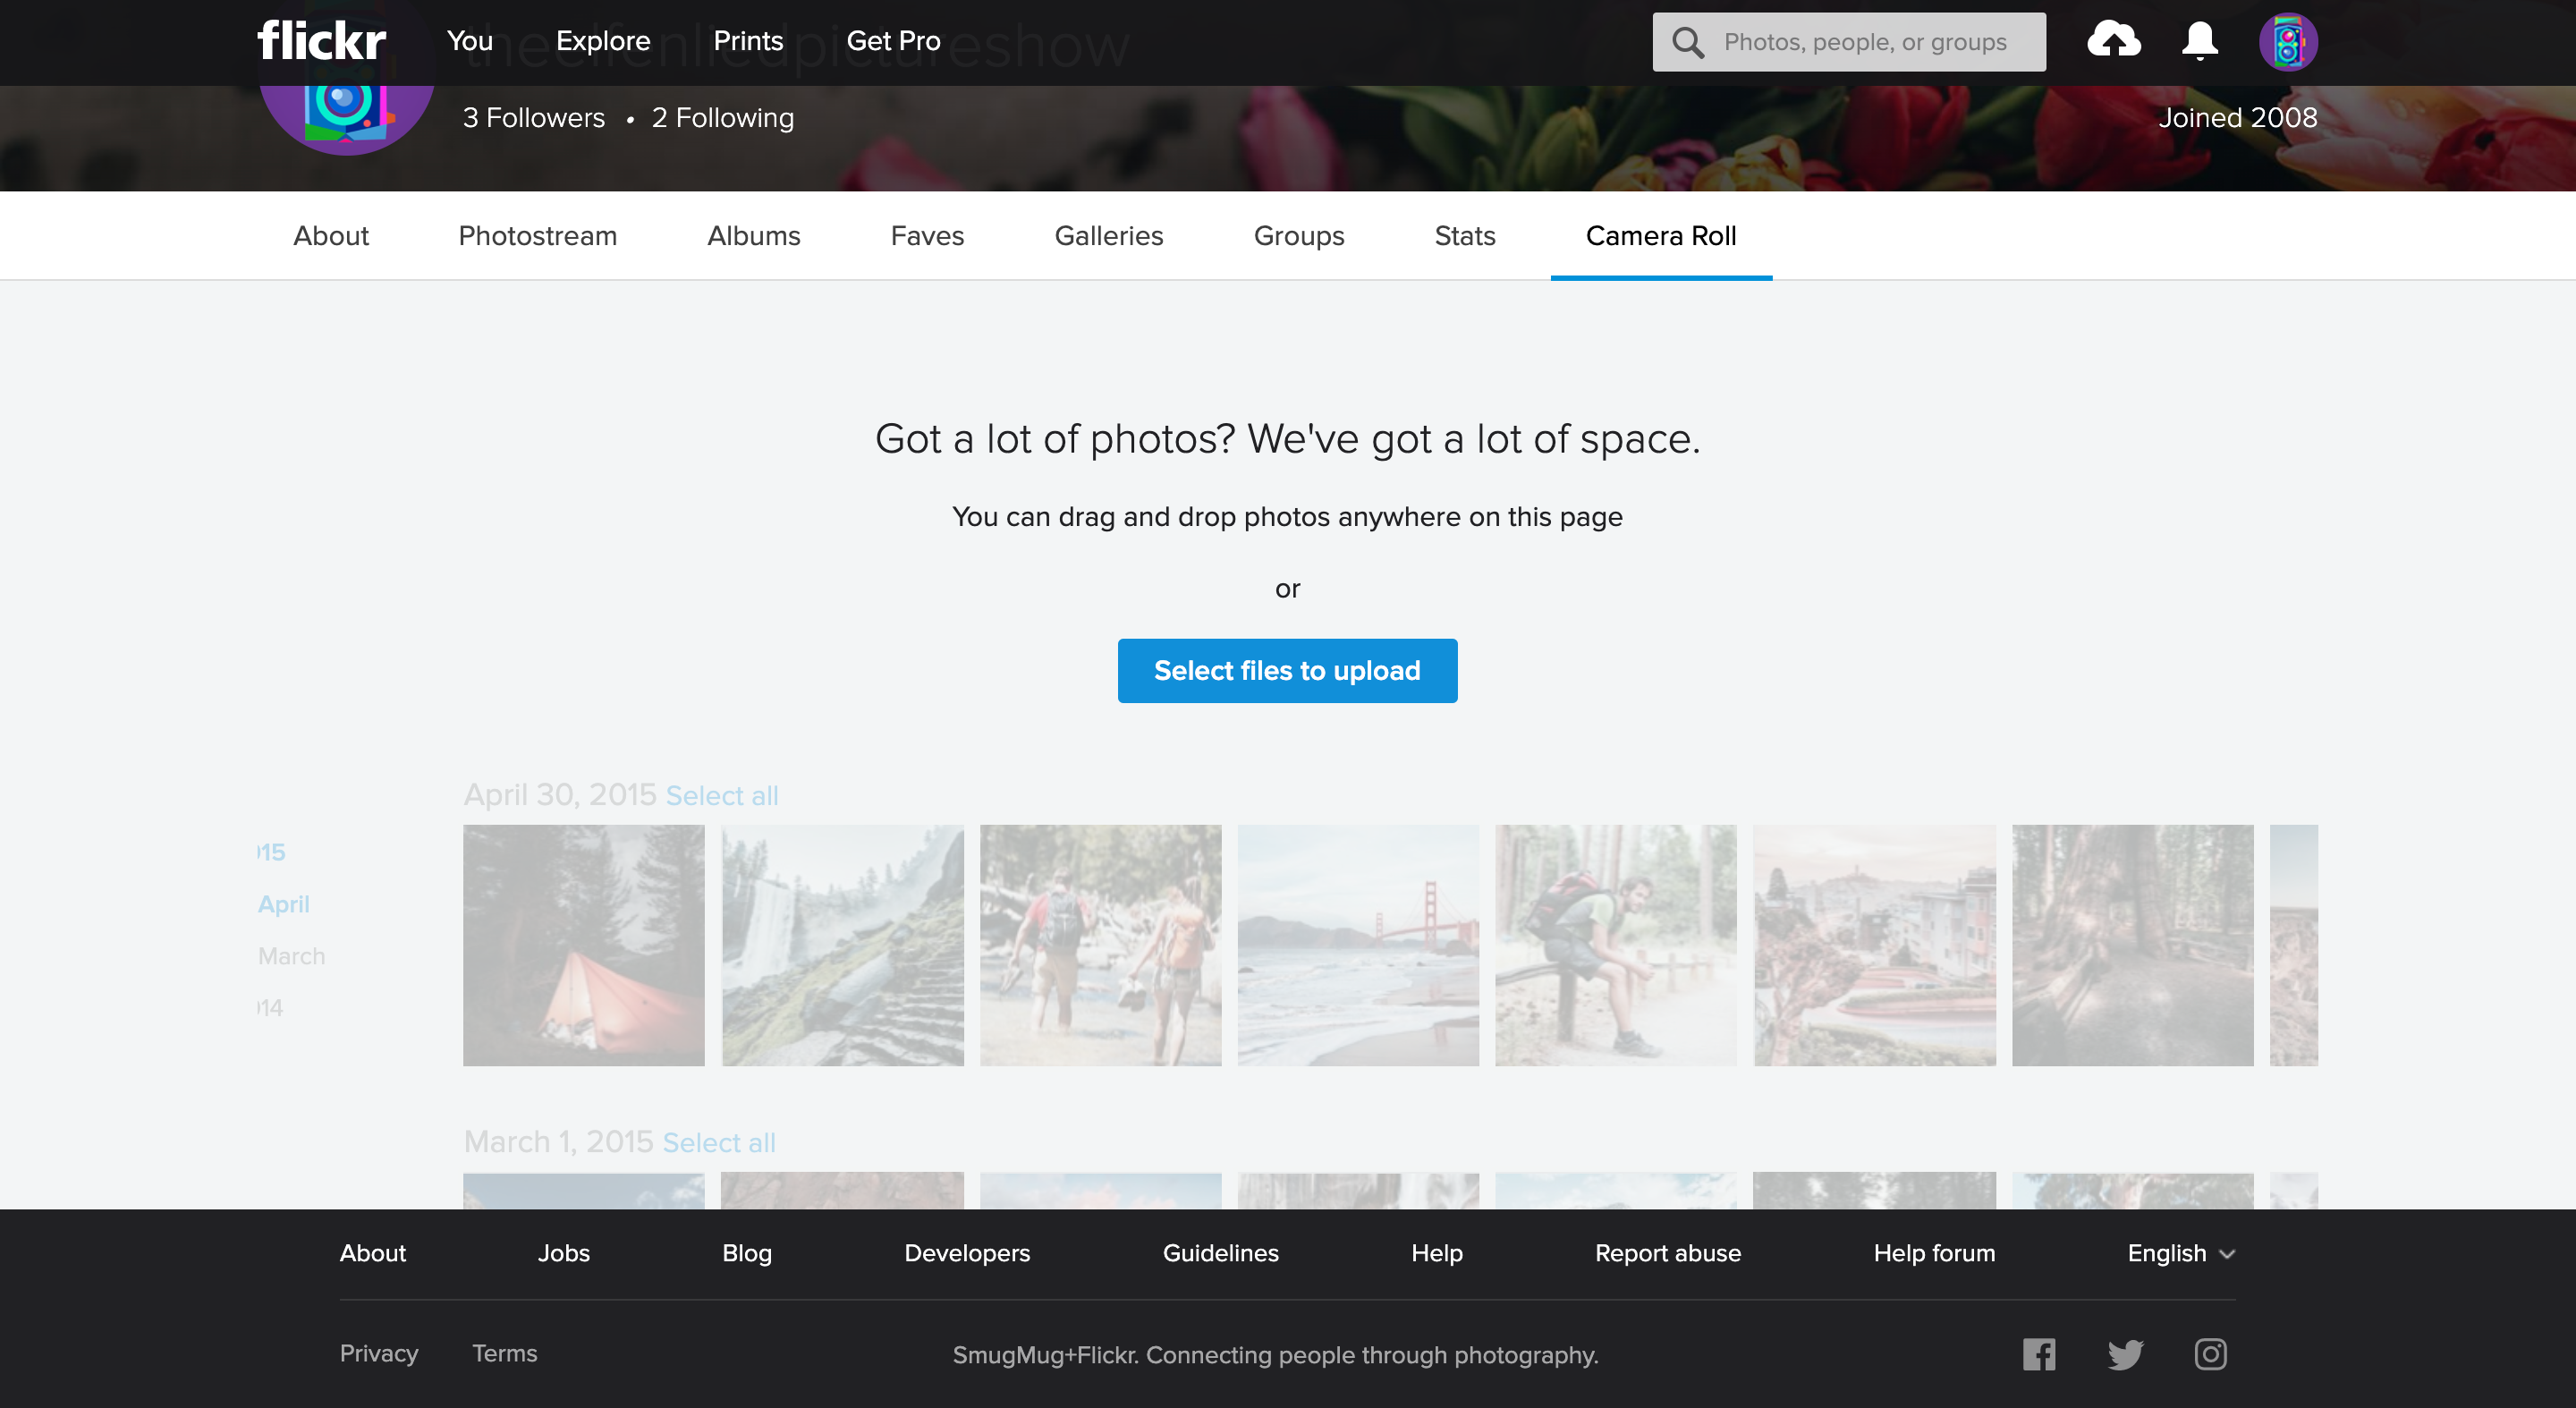 theelfenliedpictureshow
flickr
You
Explore
Prints
Get Pro
Photos, people, or groups
3 Followers • 2 Following
Joined 2008
About
Photostream
Albums
Faves
Galleries
Groups
Stats
Camera Roll
Got a lot of photos? We've got a lot of space.
You can drag and drop photos anywhere on this page
or
Select files to upload
April 30, 2015 Select all
15
April
March
14
March 1, 2015 Select all
About
Jobs
Blog
Developers
Guidelines
Help
Report abuse
Help forum
English
Privacy
Terms
SmugMug+Flickr. Connecting people through photography.